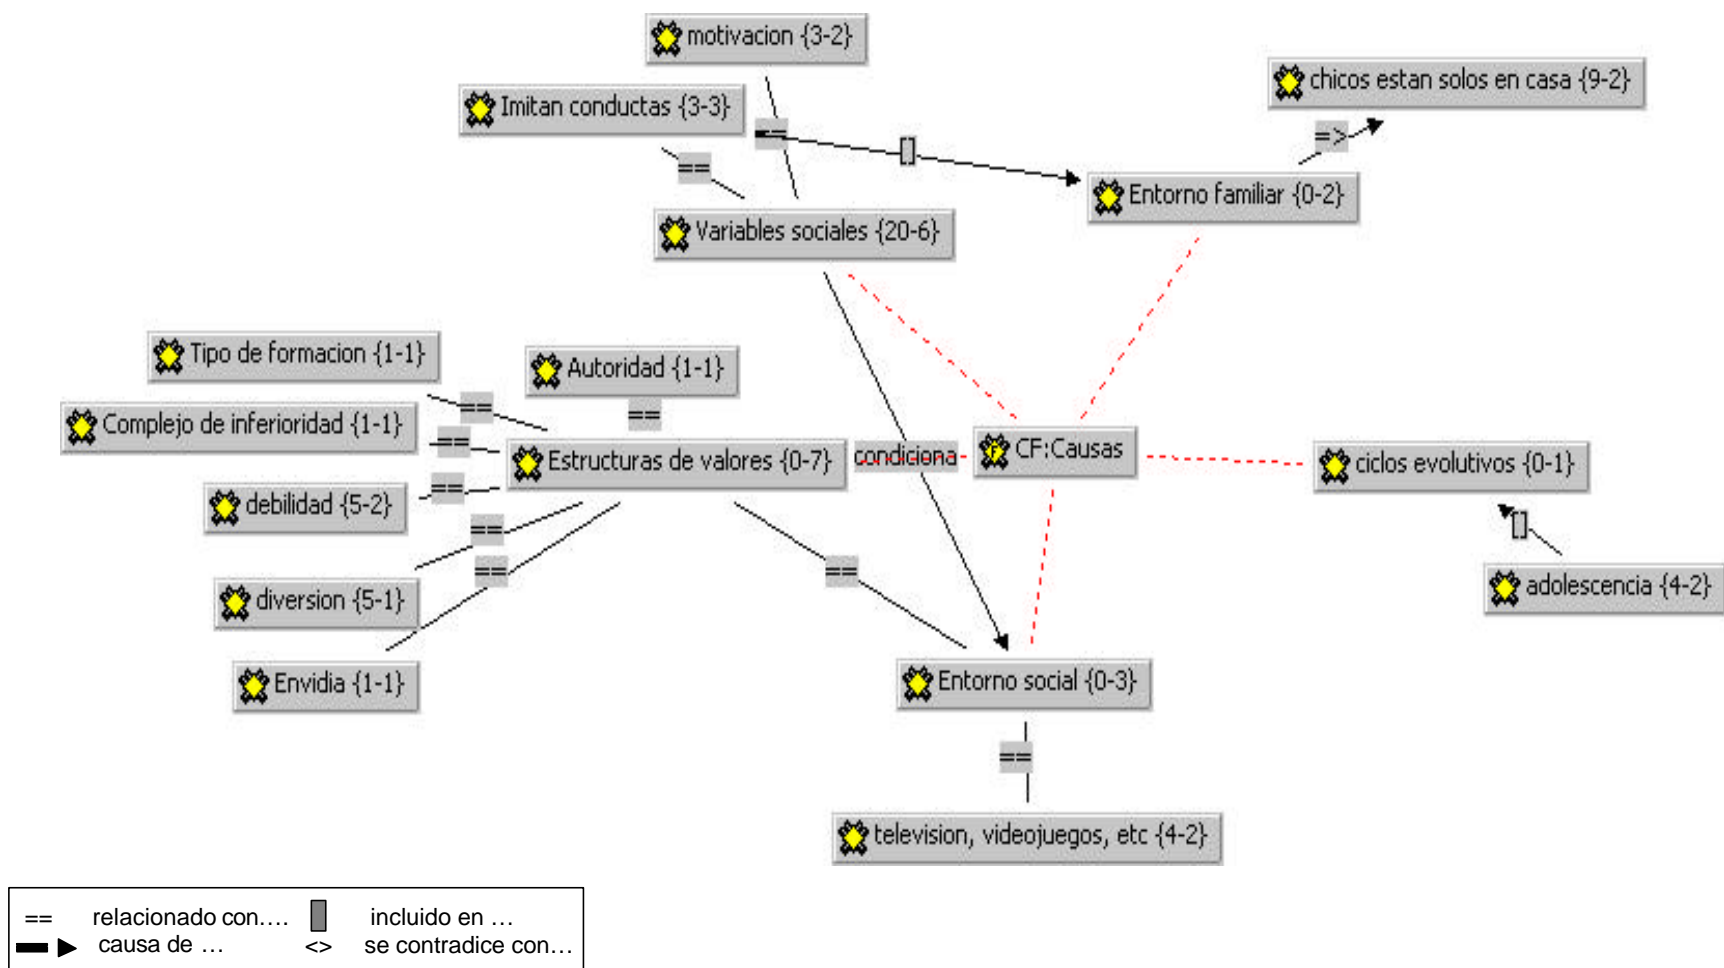 motivacion {3-2}
Imitan conductas {3-3}
chicos estan solos en casa {9-2}
==
[]
=>
==
Entorno familiar {0-2}
Variables sociales {20-6}
Tipo de formacion {1-1}
Autoridad {1-1}
==
==
Complejo de inferioridad {1-1}
==
Estructuras de valores {0-7}
condiciona
F
CF:Causas
ciclos evolutivos {0-1}
==
debilidad {5-2}
==
[]
==
==
diversion {5-1}
adolescencia {4-2}
Envidia {1-1}
Entorno social {0-3}
==
television, videojuegos, etc {4-2}
== relacionado con…. incluido en …
causa de … <> se contradice con…